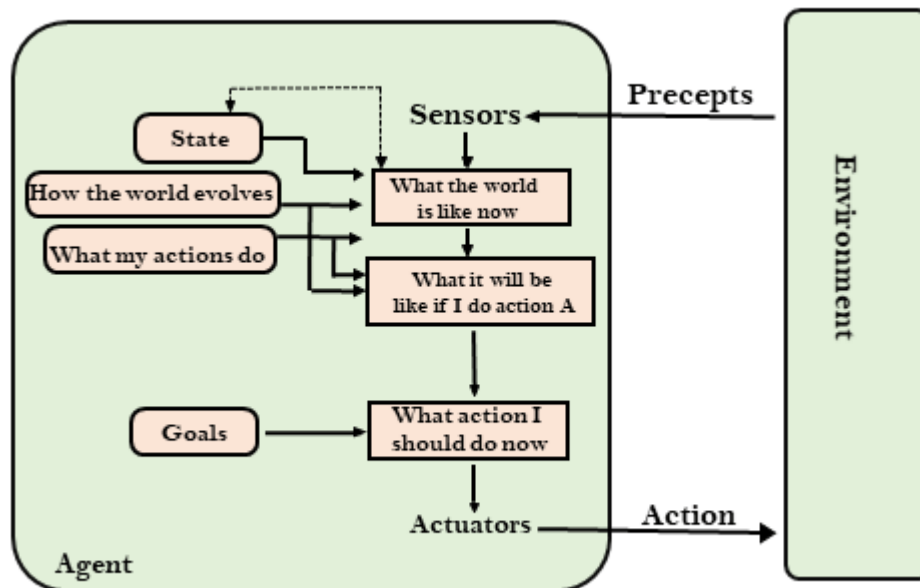 Precepts
Sensors
State
What the world
is like now
How the world evolves
What my actions do
What it will be
like if I do action A
What action I
should do now
Goals
Actuators
Action
Agent
Environment